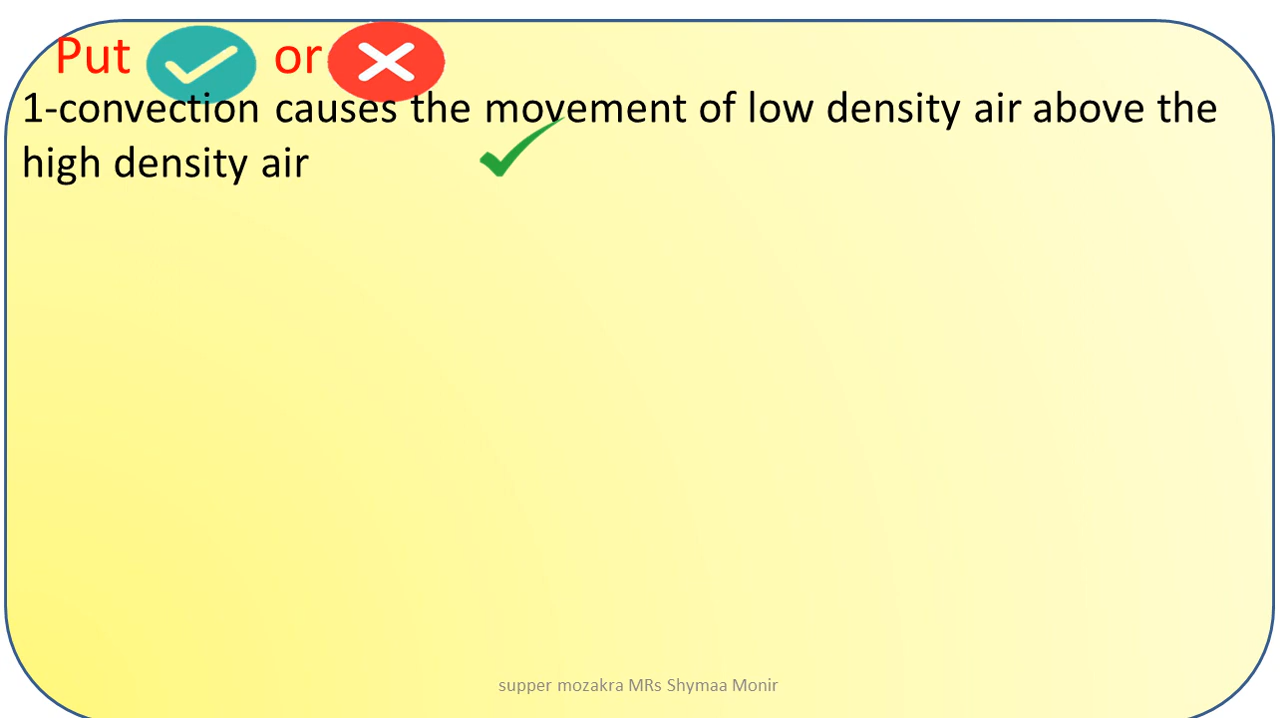 Put or
1-convection causes the movement of low density air above the
high density air
supper mozakra MRs Shymaa Monir